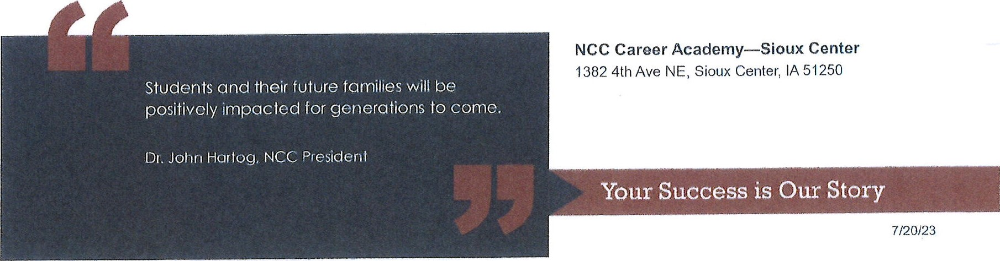 Students and their future families will be
positively impacted for generations to come.
Dr. John Hartog, NCC President
NCC Career Academy—Sioux Center
1382 4th Ave NE, Sioux Center, IA 51250
Your Success is Our Story
7/20/23